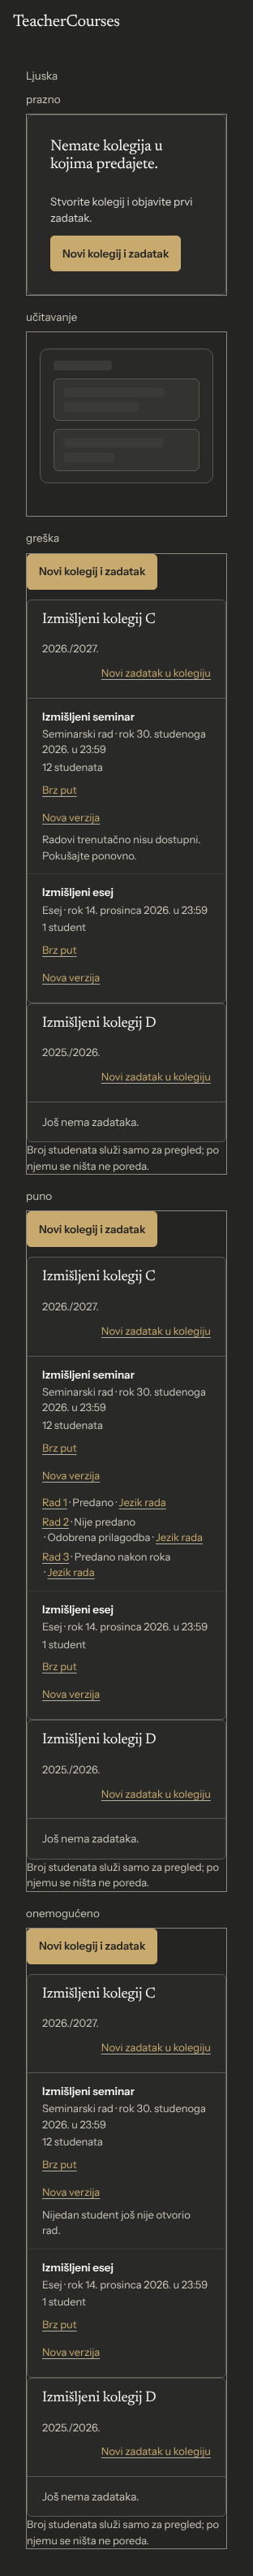 TeacherCourses
Ljuska
prazno
Nemate kolegija u
kojima predajete.
Stvorite kolegij i objavite prvi
zadatak.
Novi kolegij i zadatak
učitavanje
greška
Novi kolegij i zadatak
Izmišljeni kolegij C
2026./2027.
Novi zadatak u kolegiju
Izmišljeni seminar
Seminarski rad · rok 30. studenoga
2026. u 23:59
12 studenata
Brz put
Nova verzija
Radovi trenutačno nisu dostupni.
Pokušajte ponovno.
Izmišljeni esej
Esej · rok 14. prosinca 2026. u 23:59
1 student
Brz put
Nova verzija
Izmišljeni kolegij D
2025./2026.
Novi zadatak u kolegiju
Još nema zadataka.
Broj studenata služi samo za pregled; po
njemu se ništa ne poreda.
puno
Novi kolegij i zadatak
Izmišljeni kolegij C
2026./2027.
Novi zadatak u kolegiju
Izmišljeni seminar
Seminarski rad · rok 30. studenoga
2026. u 23:59
12 studenata
Brz put
Nova verzija
Rad 1 · Predano · Jezik rada
Rad 2 · Nije predano
· Odobrena prilagodba · Jezik rada
Rad 3 · Predano nakon roka
· Jezik rada
Izmišljeni esej
Esej · rok 14. prosinca 2026. u 23:59
1 student
Brz put
Nova verzija
Izmišljeni kolegij D
2025./2026.
Novi zadatak u kolegiju
Još nema zadataka.
Broj studenata služi samo za pregled; po
njemu se ništa ne poreda.
onemogućeno
Novi kolegij i zadatak
Izmišljeni kolegij C
2026./2027.
Novi zadatak u kolegiju
Izmišljeni seminar
Seminarski rad · rok 30. studenoga
2026. u 23:59
12 studenata
Brz put
Nova verzija
Nijedan student još nije otvorio
rad.
Izmišljeni esej
Esej · rok 14. prosinca 2026. u 23:59
1 student
Brz put
Nova verzija
Izmišljeni kolegij D
2025./2026.
Novi zadatak u kolegiju
Još nema zadataka.
Broj studenata služi samo za pregled; po
njemu se ništa ne poreda.